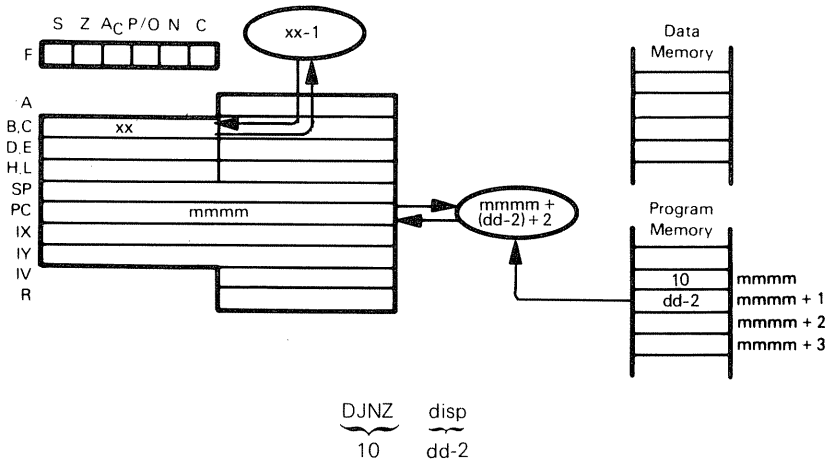 S Z AC P/O N C
F
xx-1
Data
Memory
A
B,C xx
D,E
H,L
SP
PC mmmm
IX
IY
IV
R
mmmm +
(dd-2)+2
Program
Memory
10 mmmm
dd-2 mmmm + 1
mmmm + 2
mmmm + 3
DJNZ disp
10 dd-2